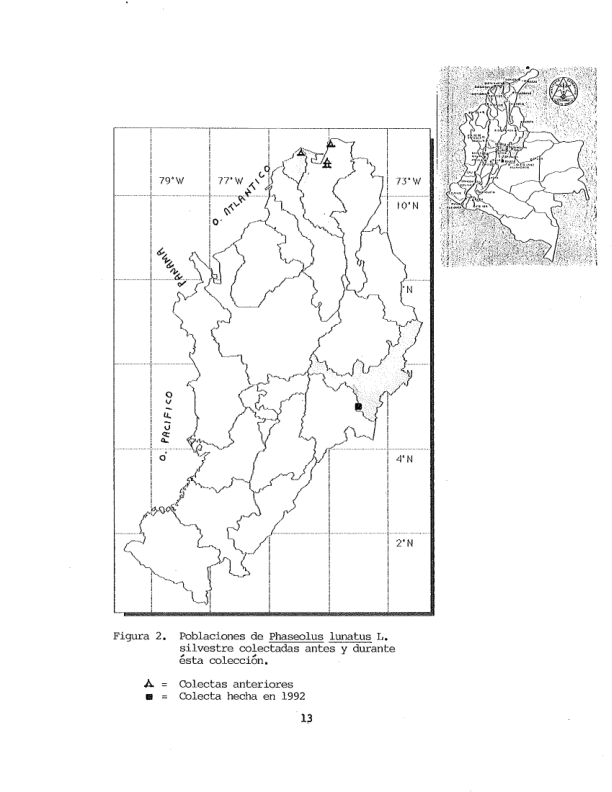 79°W
77°W
73°W
10°N
O. ATLANTICO
PANAMA
°N
N
O. PACIFICO
4°N
2°N
Figura 2. Poblaciones de Phaseolus lunatus L.
silvestre colectadas antes y durante
ésta colección.
= Colectas anteriores
= Colecta hecha en 1992
13